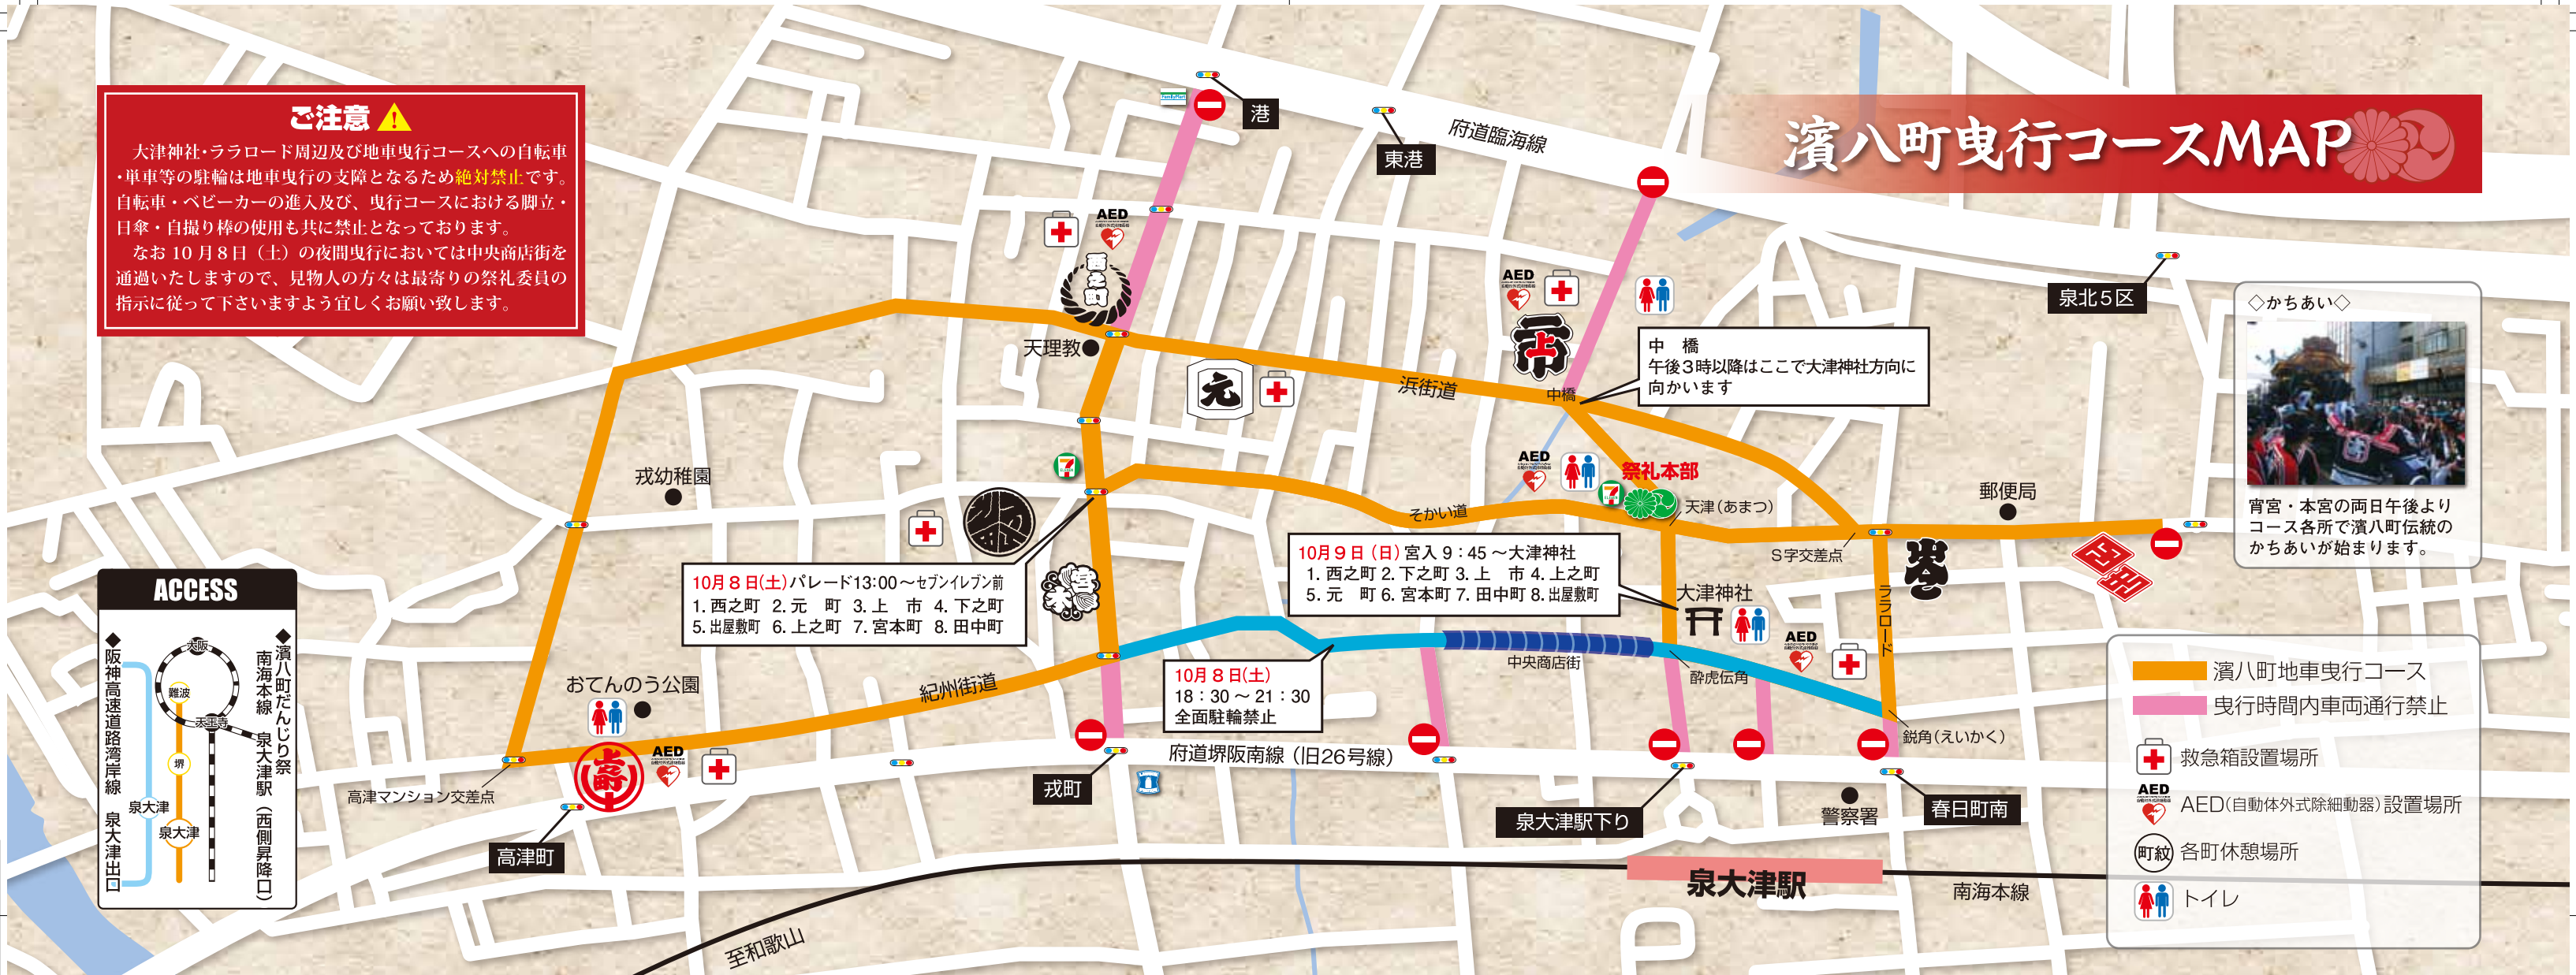 濱八町曳行コースMAP
ご注意
大津神社・ララロード周辺及び地車曳行コースへの自転車
・単車等の駐輪は地車曳行の支障となるため絶対禁止です。
自転車・ベビーカーの進入及び、曳行コースにおける脚立・
日傘・自撮り棒の使用も共に禁止となっております。
なお10月8日（土）の夜間曳行においては中央商店街を
通過いたしますので、見物人の方々は最寄りの祭礼委員の
指示に従って下さいますよう宜しくお願い致します。
港
東港
府道臨海線
泉北5区
FamilyMart
AED
西之町
天理教
元
浜街道
AED
上市
中橋
中　橋
午後3時以降はここで大津神社方向に
向かいます
◇かちあい◇
宵宮・本宮の両日午後より
コース各所で濱八町伝統の
かちあいが始まります。
戎幼稚園
AED
祭礼本部
そかい道
天津（あまつ）
郵便局
S字交差点
ララロード
10月8日(土) パレード13:00～セブンイレブン前
1. 西之町 2. 元　町 3. 上　市 4. 下之町
5. 出屋敷町 6. 上之町 7. 宮本町 8. 田中町
宮本
10月9日（日）宮入 9：45～大津神社
1. 西之町 2. 下之町 3. 上　市 4. 上之町
5. 元　町 6. 宮本町 7. 田中町 8. 出屋敷町
大津神社
AED
中央商店街
酔虎伝角
10月8日(土)
18：30～21：30
全面駐輪禁止
鋭角（えいかく）
おてんのう公園
紀州街道
AED
高津マンション交差点
高津町
府道堺阪南線（旧26号線）
戎町
泉大津駅下り
警察署
春日町南
泉大津駅
南海本線
至和歌山
ACCESS
◆濱八町だんじり祭
南海本線　泉大津駅（西側昇降口）
◆阪神高速道路湾岸線　泉大津出口
大阪
難波
天王寺
堺
泉大津
泉大津
濱八町地車曳行コース
曳行時間内車両通行禁止
救急箱設置場所
AED
AED（自動体外式除細動器）設置場所
町紋
各町休憩場所
トイレ